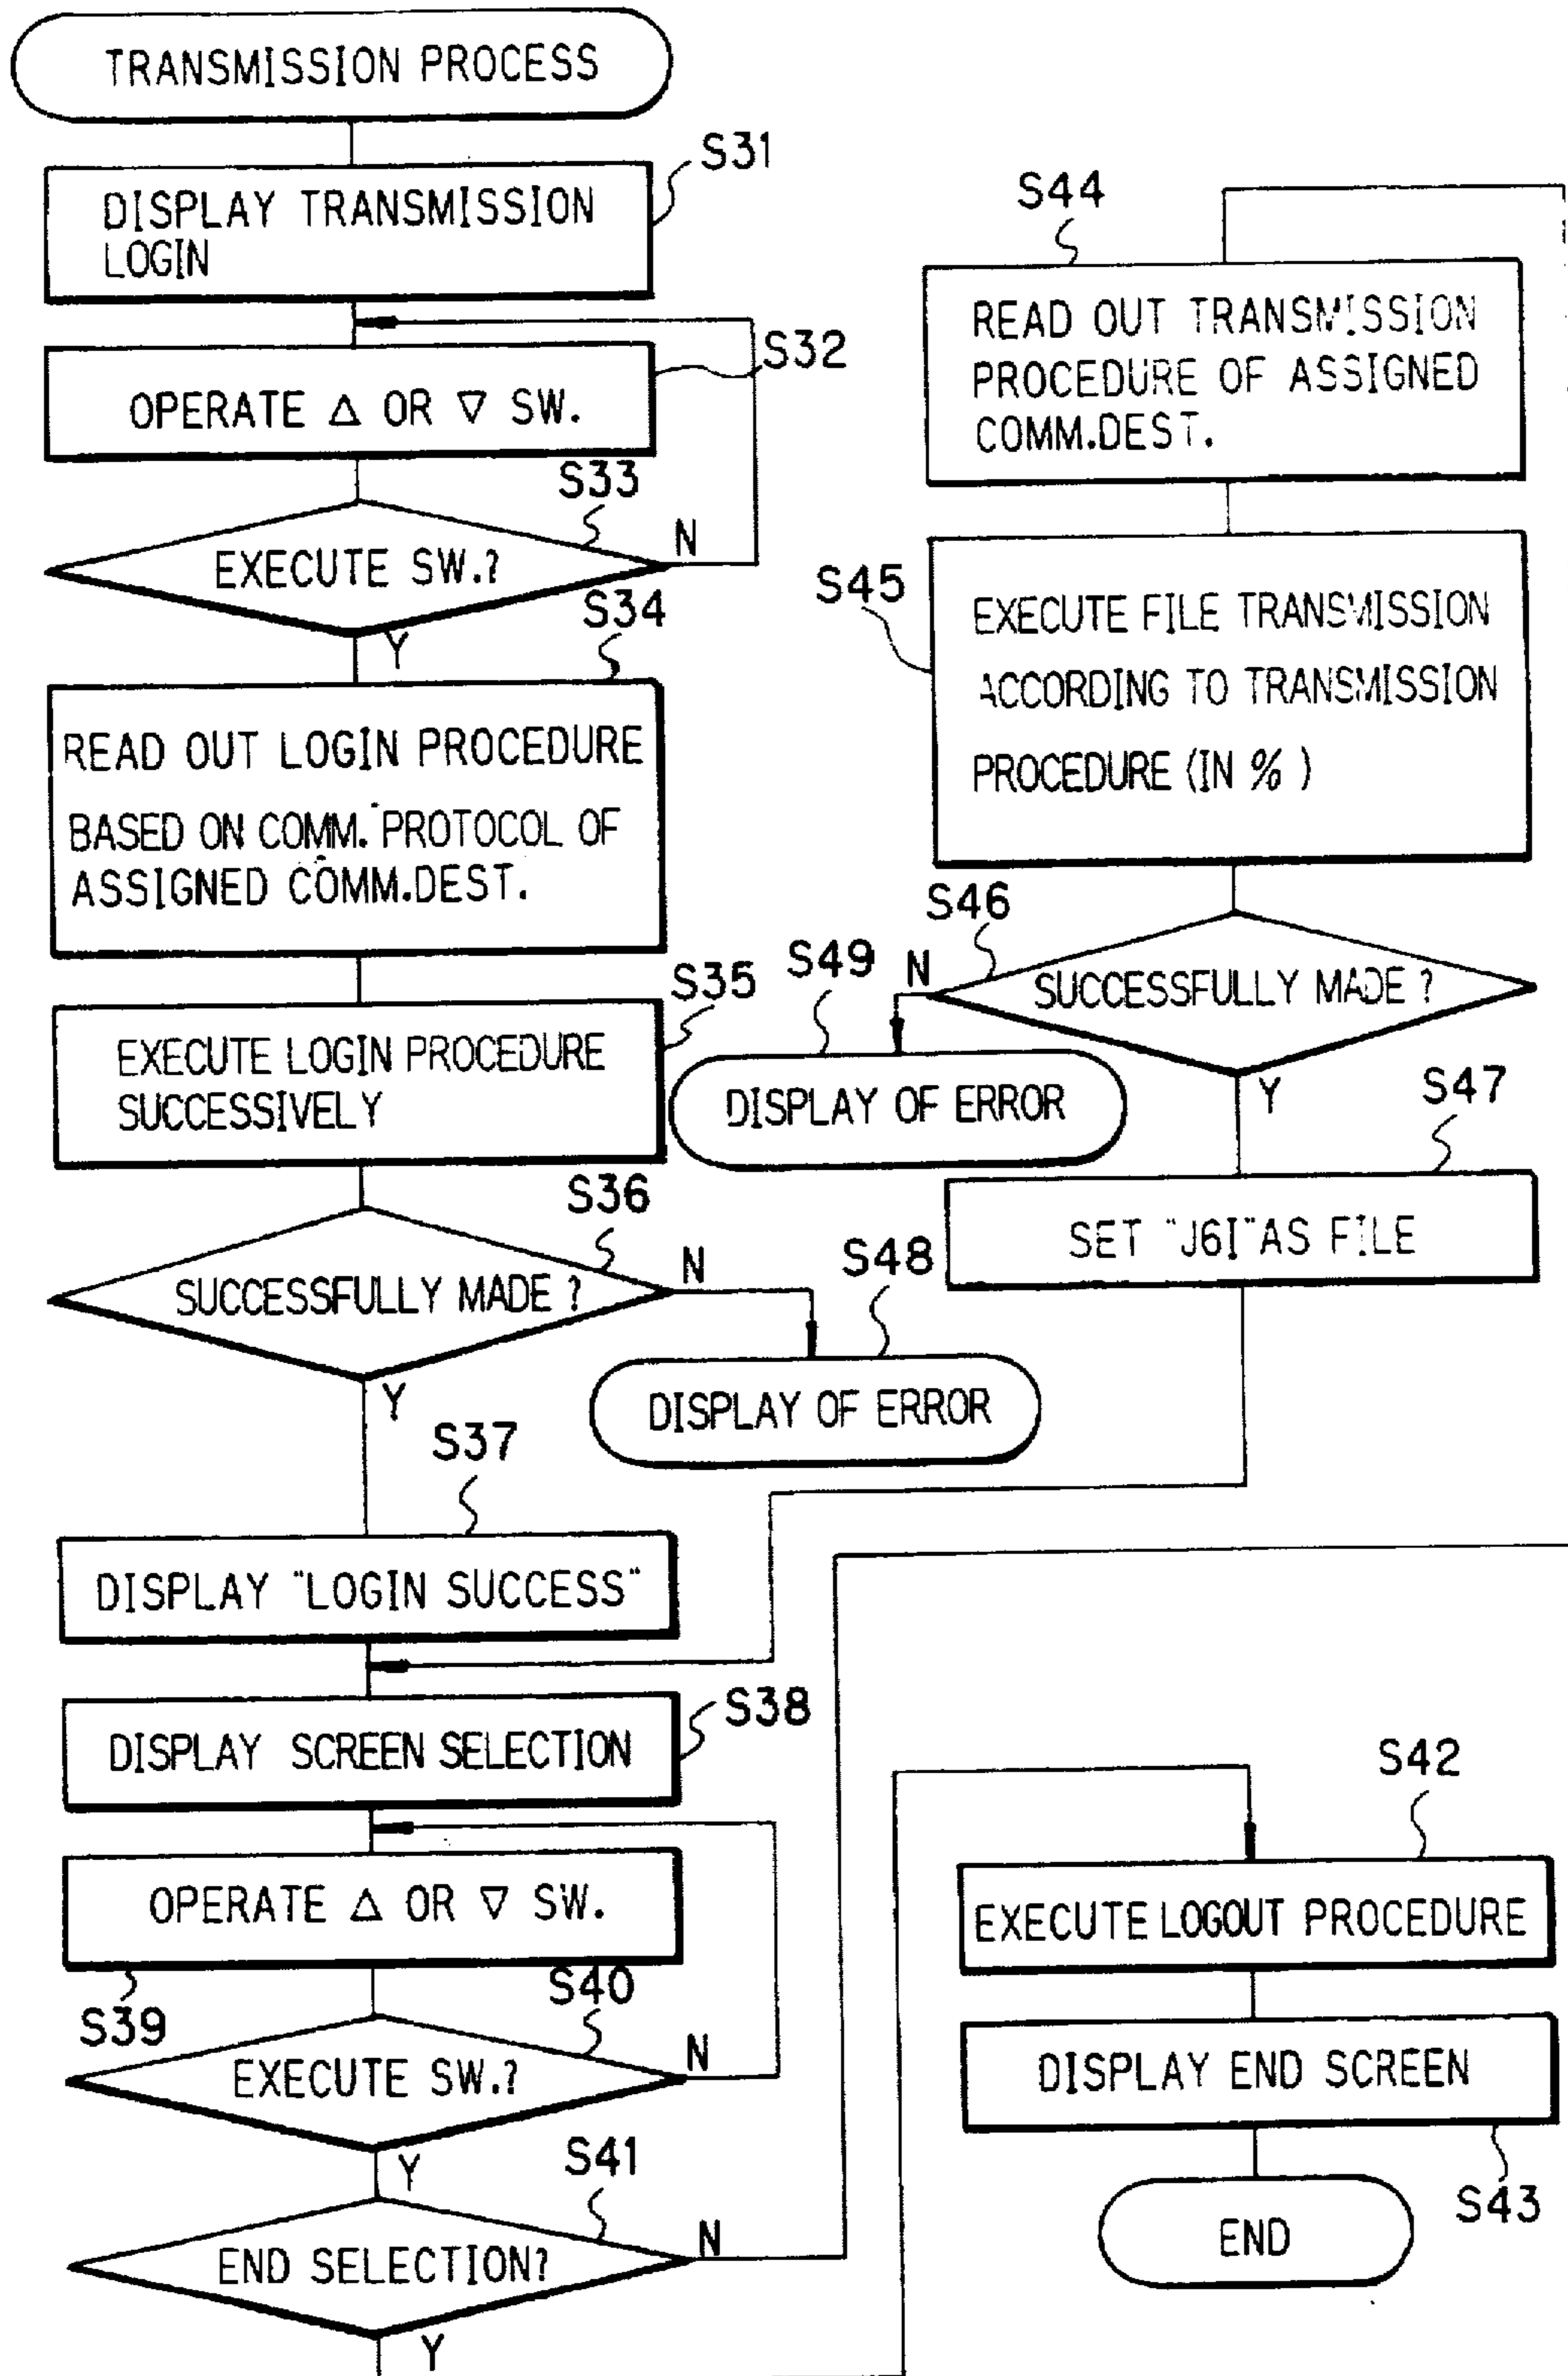 TRANSMISSION PROCESS
S31
DISPLAY TRANSMISSION
LOGIN
S32
OPERATE △ OR ▽ SW.
S33
EXECUTE SW.?
N
Y
S34
READ OUT LOGIN PROCEDURE
BASED ON COMM. PROTOCOL OF
ASSIGNED COMM.DEST.
S35
EXECUTE LOGIN PROCEDURE
SUCCESSIVELY
S36
SUCCESSFULLY MADE ?
N
Y
S48
DISPLAY OF ERROR
S37
DISPLAY "LOGIN SUCCESS"
S38
DISPLAY SCREEN SELECTION
OPERATE △ OR ▽ SW.
S39
S40
EXECUTE SW.?
N
Y
S41
END SELECTION?
N
Y
S44
READ OUT TRANSMISSION
PROCEDURE OF ASSIGNED
COMM.DEST.
S45
EXECUTE FILE TRANSMISSION
ACCORDING TO TRANSMISSION
PROCEDURE (IN % )
S46
SUCCESSFULLY MADE ?
N
Y
S49
DISPLAY OF ERROR
S47
SET "J6I"AS FILE
S42
EXECUTE LOGOUT PROCEDURE
DISPLAY END SCREEN
S43
END